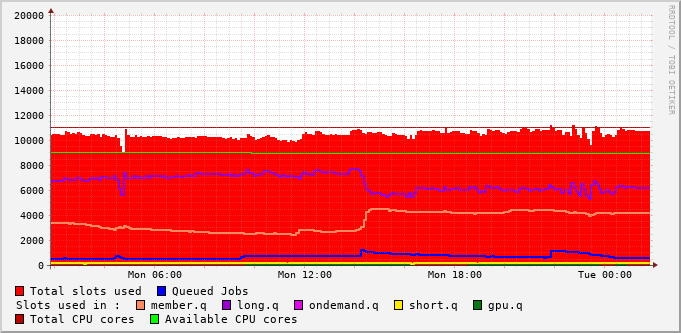 20000
18000
16000
14000
12000
10000
8000
6000
4000
2000
0
Mon 06:00 Mon 12:00 Mon 18:00 Tue 00:00
Total slots used Queued Jobs
Slots used in : member.q long.q ondemand.q short.q gpu.q
Total CPU cores Available CPU cores
RRDTOOL / TOBI OETIKER